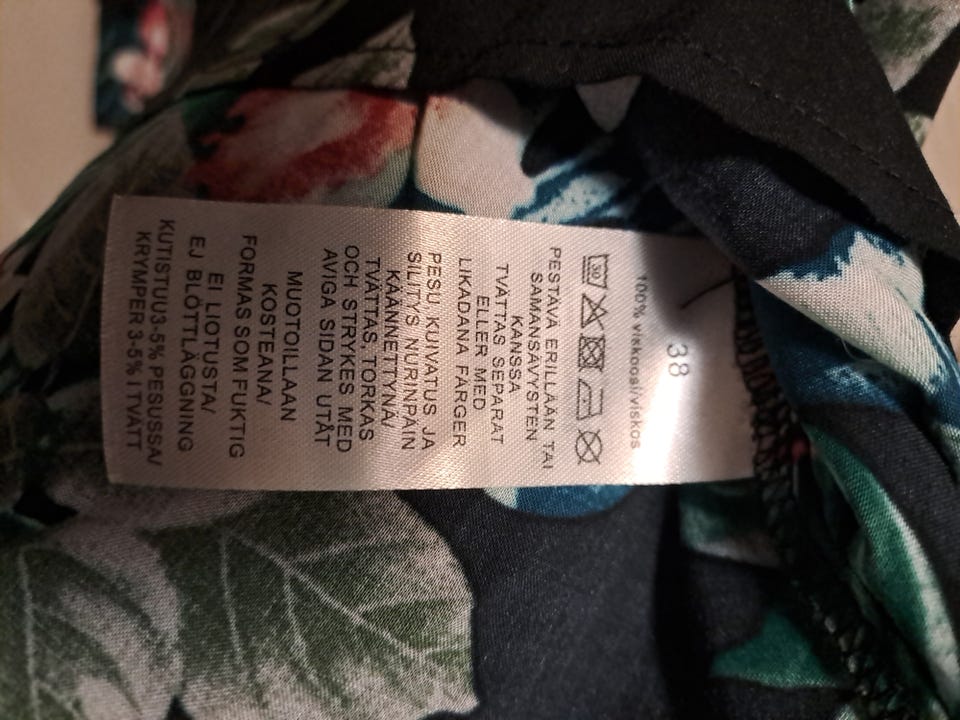 38
100% viskoosi/viskos
30
PESTÄVÄ ERILLÄÄN TAI
SAMANSÄVYSTEN
KANSSA
TVÄTTAS SEPARAT
ELLER MED
LIKADANA FÄRGER
PESU, KUIVATUS JA
SILITYS NURINPÄIN
KÄÄNNETTYNÄ/
TVÄTTAS, TORKAS
OCH STRYKES MED
AVIGA SIDAN UTÅT
MUOTOILLAAN
KOSTEANA/
FORMAS SOM FUKTIG
EI LIOTUSTA/
EJ BLÖTTLÄGGNING
KUTISTUU3-5% PESUSSA/
KRYMPER 3-5% I TVÄTT